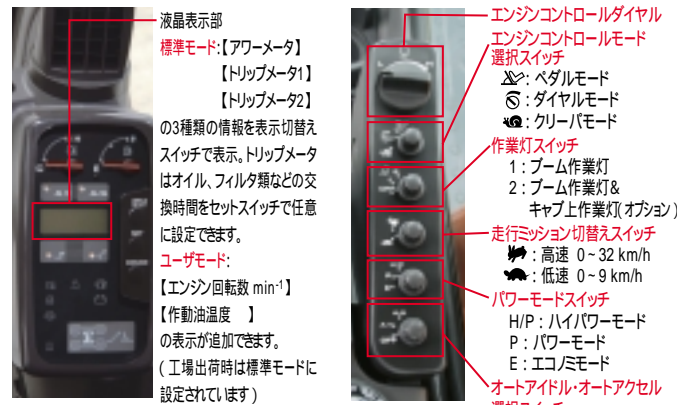 液晶表示部
標準モード:【アワーメータ】
【トリップメータ1】
【トリップメータ2】
の3種類の情報を表示切替え
スイッチで表示。トリップメータ
はオイル、フィルタ類などの交
換時間をセットスイッチで任意
に設定できます。
ユーザモード:
【エンジン回転数 min⁻¹】
【作動油温度　】
の表示が追加できます。
(工場出荷時は標準モードに
設定されています)
エンジンコントロールダイヤル
エンジンコントロールモード
選択スイッチ
: ペダルモード
: ダイヤルモード
: クリーパモード
作業灯スイッチ
1 : ブーム作業灯
2 : ブーム作業灯&
キャブ上作業灯(オプション)
走行ミッション切替えスイッチ
: 高速 0~32 km/h
: 低速 0~9 km/h
パワーモードスイッチ
H/P : ハイパワーモード
P : パワーモード
E : エコノミモード
オートアイドル・オートアクセル
選択スイッチ